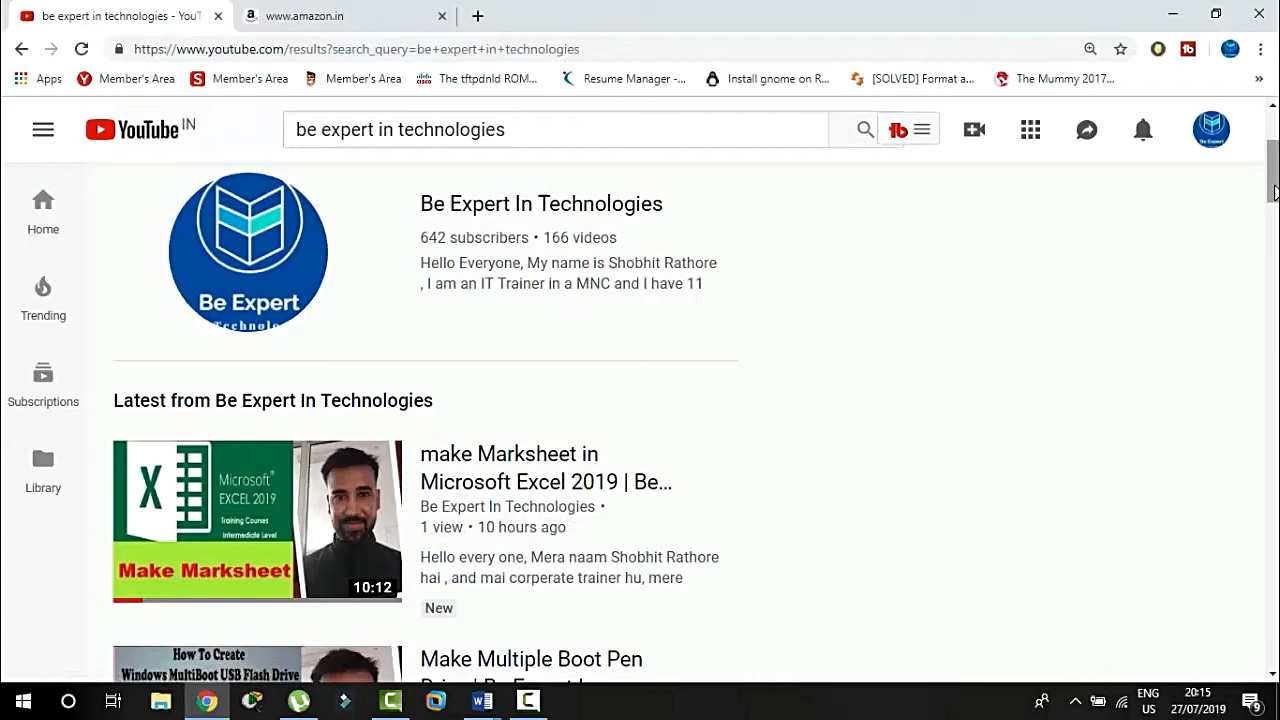 be expert in technologies - YouT
www.amazon.in
https://www.youtube.com/results?search_query=be+expert+in+technologies
Apps
Member's Area
Member's Area
Member's Area
The tftpdnld ROM...
Resume Manager -...
Install gnome on R...
[SOLVED] Format a...
The Mummy 2017...
YouTube IN
be expert in technologies
Home
Trending
Subscriptions
Library
Be Expert
Be Expert In Technologies
642 subscribers • 166 videos
Hello Everyone, My name is Shobhit Rathore
, I am an IT Trainer in a MNC and I have 11
Latest from Be Expert In Technologies
Microsoft®
EXCEL 2019
Training Courses
Intermediate Level
Make Marksheet
10:12
make Marksheet in
Microsoft Excel 2019 | Be...
Be Expert In Technologies •
1 view • 10 hours ago
Hello every one, Mera naam Shobhit Rathore
hai , and mai corperate trainer hu, mere
New
How To Create
Windows MultiBoot USB Flash Drive
Make Multiple Boot Pen
ENG
US
20:15
27/07/2019